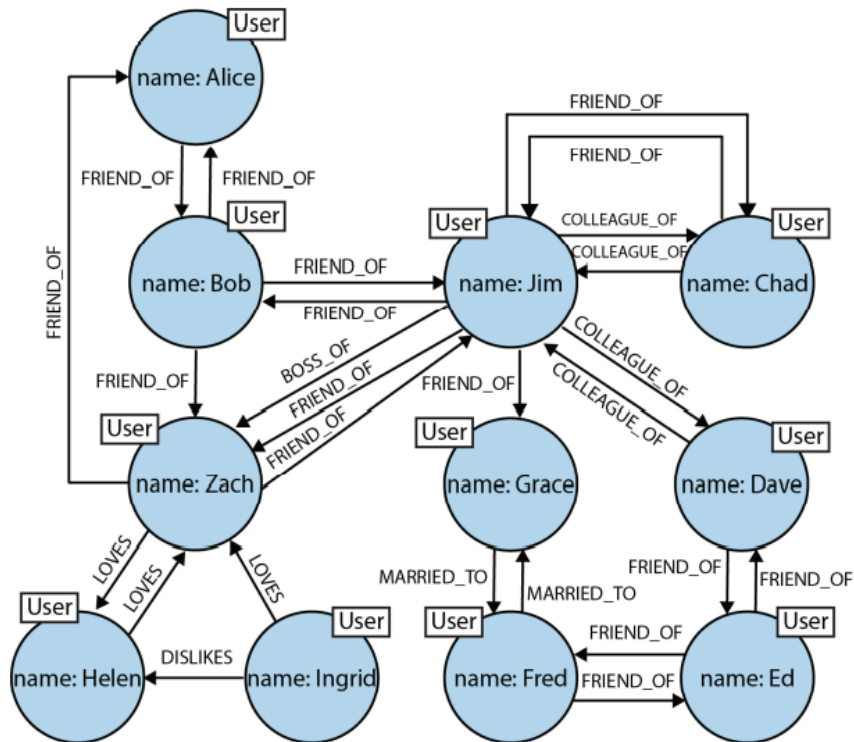 User
name: Alice
FRIEND_OF
FRIEND_OF
FRIEND_OF
User
name: Bob
FRIEND_OF
FRIEND_OF
FRIEND_OF
FRIEND_OF
FRIEND_OF
User
name: Jim
COLLEAGUE_OF
COLLEAGUE_OF
User
name: Chad
FRIEND_OF
BOSS_OF
FRIEND_OF
FRIEND_OF
FRIEND_OF
COLLEAGUE_OF
COLLEAGUE_OF
User
name: Zach
User
name: Grace
User
name: Dave
LOVES
LOVES
LOVES
MARRIED_TO
MARRIED_TO
FRIEND_OF
FRIEND_OF
User
name: Helen
DISLIKES
User
name: Ingrid
User
name: Fred
FRIEND_OF
FRIEND_OF
User
name: Ed